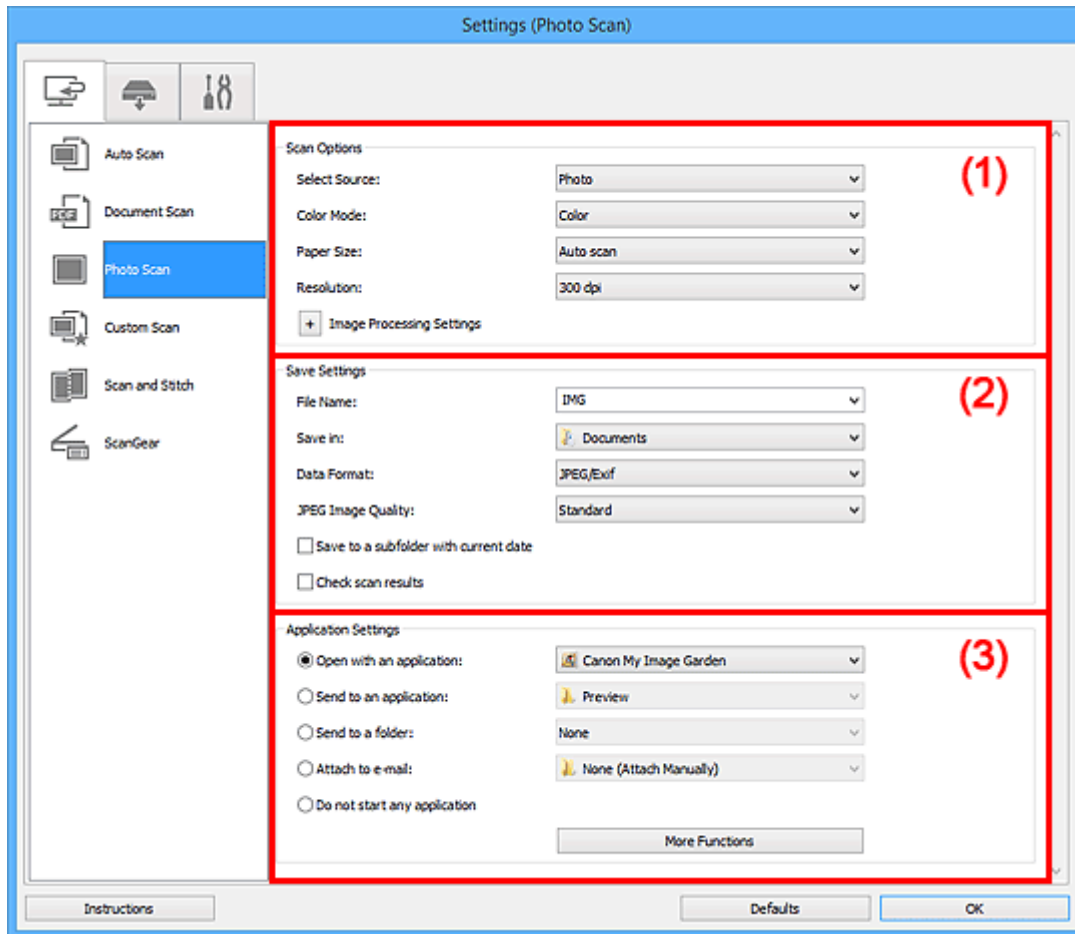 Settings (Photo Scan)
Auto Scan
PDF
Document Scan
Photo Scan
Custom Scan
Scan and Stitch
ScanGear
Scan Options
(1)
Select Source: Photo
Color Mode: Color
Paper Size: Auto scan
Resolution: 300 dpi
+ Image Processing Settings
Save Settings
(2)
File Name: IMG
Save in: Documents
Data Format: JPEG/Exif
JPEG Image Quality: Standard
Save to a subfolder with current date
Check scan results
Application Settings
(3)
Open with an application: Canon My Image Garden
Send to an application: Preview
Send to a folder: None
Attach to e-mail: None (Attach Manually)
Do not start any application
More Functions
Instructions Defaults OK